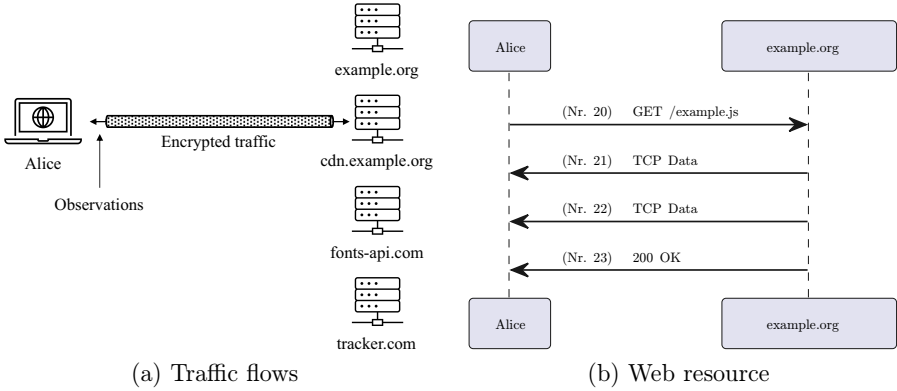 example.org
Encrypted traffic
cdn.example.org
Alice
Observations
fonts-api.com
tracker.com
(a) Traffic flows
Alice example.org
(Nr. 20) GET /example.js
(Nr. 21) TCP Data
(Nr. 22) TCP Data
(Nr. 23) 200 OK
Alice example.org
(b) Web resource